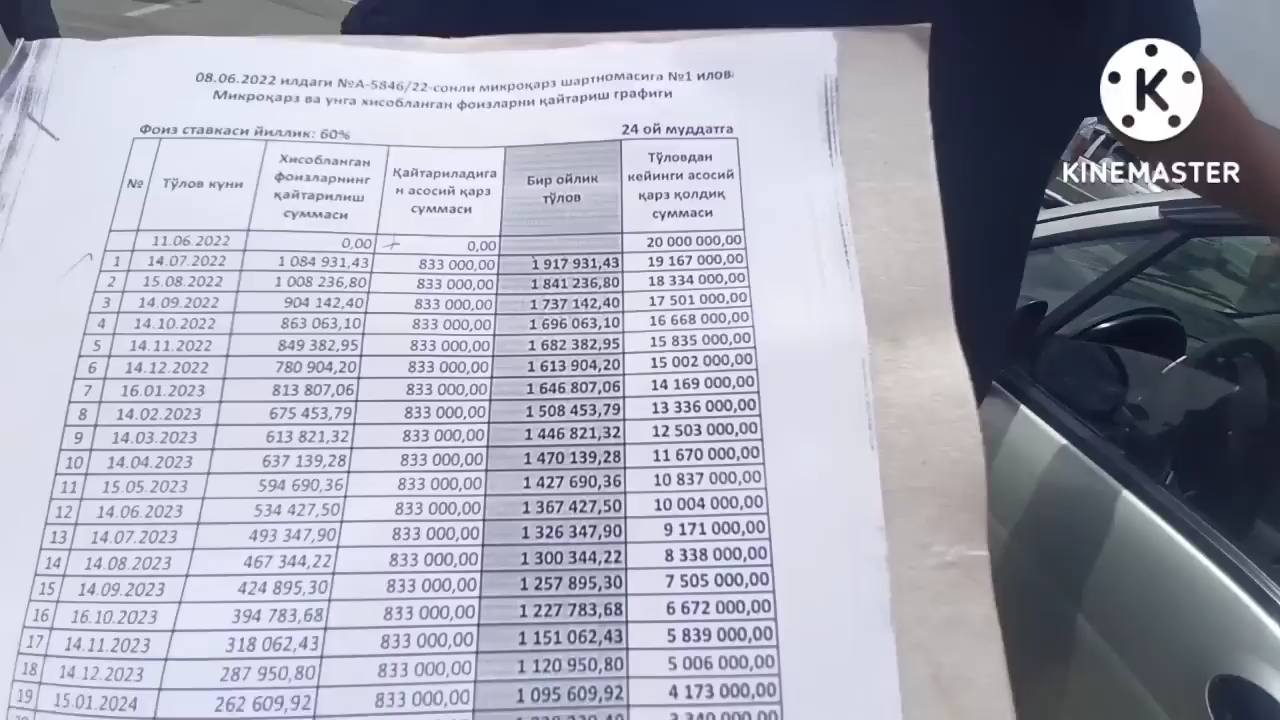 08.06.2022 илдаги №А-5846/22-сонли микроқарз шартномасига №1 илов
Микроқарз ва унга хисобланган фоизларни қайтариш графиги
Фоиз ставкаси йиллик: 60% 24 ой муддатга
№ Тўлов куни Хисобланган фоизларнинг қайтарилиш суммаси Қайтариладиган асосий қарз суммаси Бир ойлик тўлов Тўловдан кейинги асосий қарз қолдиқ суммаси
11.06.2022 0,00 0,00 20 000 000,00
1 14.07.2022 1 084 931,43 833 000,00 1 917 931,43 19 167 000,00
2 15.08.2022 1 008 236,80 833 000,00 1 841 236,80 18 334 000,00
3 14.09.2022 904 142,40 833 000,00 1 737 142,40 17 501 000,00
4 14.10.2022 863 063,10 833 000,00 1 696 063,10 16 668 000,00
5 14.11.2022 849 382,95 833 000,00 1 682 382,95 15 835 000,00
6 14.12.2022 780 904,20 833 000,00 1 613 904,20 15 002 000,00
7 16.01.2023 813 807,06 833 000,00 1 646 807,06 14 169 000,00
8 14.02.2023 675 453,79 833 000,00 1 508 453,79 13 336 000,00
9 14.03.2023 613 821,32 833 000,00 1 446 821,32 12 503 000,00
10 14.04.2023 637 139,28 833 000,00 1 470 139,28 11 670 000,00
11 15.05.2023 594 690,36 833 000,00 1 427 690,36 10 837 000,00
12 14.06.2023 534 427,50 833 000,00 1 367 427,50 10 004 000,00
13 14.07.2023 493 347,90 833 000,00 1 326 347,90 9 171 000,00
14 14.08.2023 467 344,22 833 000,00 1 300 344,22 8 338 000,00
15 14.09.2023 424 895,30 833 000,00 1 257 895,30 7 505 000,00
16 16.10.2023 394 783,68 833 000,00 1 227 783,68 6 672 000,00
17 14.11.2023 318 062,43 833 000,00 1 151 062,43 5 839 000,00
18 14.12.2023 287 950,80 833 000,00 1 120 950,80 5 006 000,00
19 15.01.2024 262 609,92 833 000,00 1 095 609,92 4 173 000,00
K
KINEMASTER